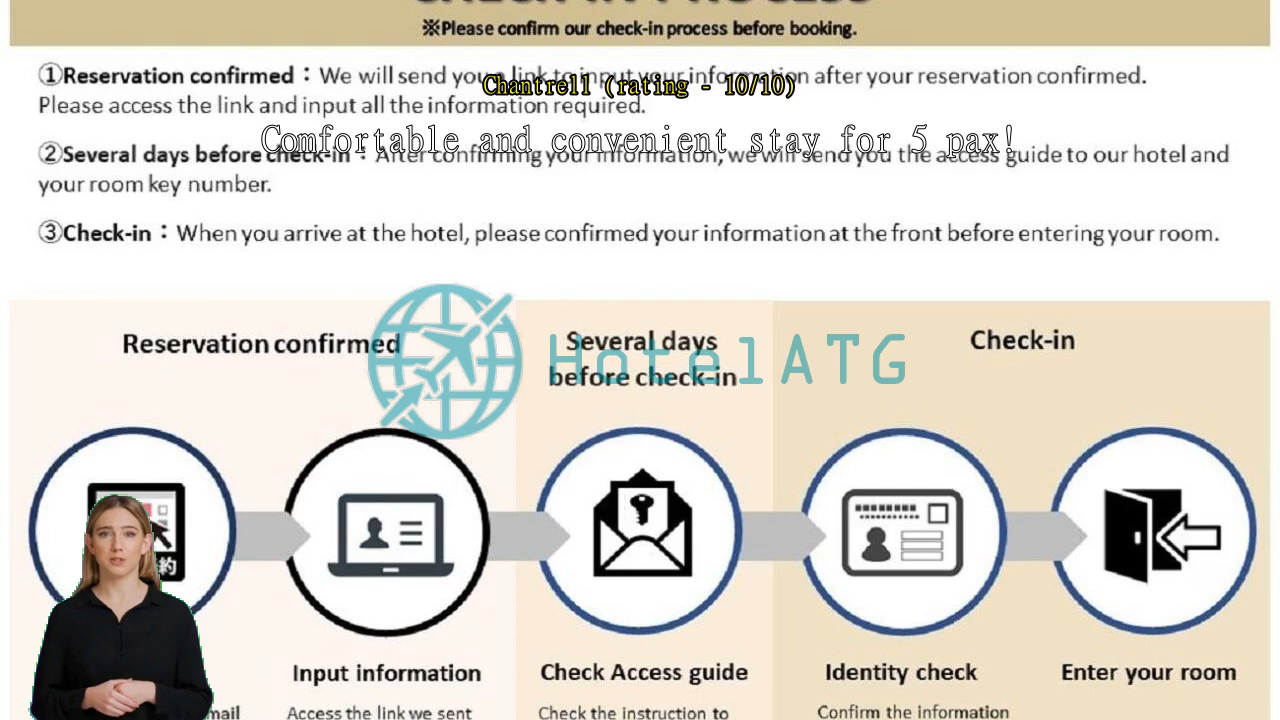 CHECK-IN PROCESS
※Please confirm our check-in process before booking.
①Reservation confirmed：We will send you a link to input your information after your reservation confirmed.
Chantrell (rating - 10/10)
Please access the link and input all the information required.
Comfortable and convenient stay for 5 pax!
②Several days before check-in：After confirming your information, we will send you the access guide to our hotel and
your room key number.
③Check-in：When you arrive at the hotel, please confirmed your information at the front before entering your room.
Reservation confirmed
Several days
before check-in
Check-in
HotelATG
約
Input information
Check Access guide
Identity check
Enter your room
mail
Access the link we sent
Check the instruction to
Confirm the information